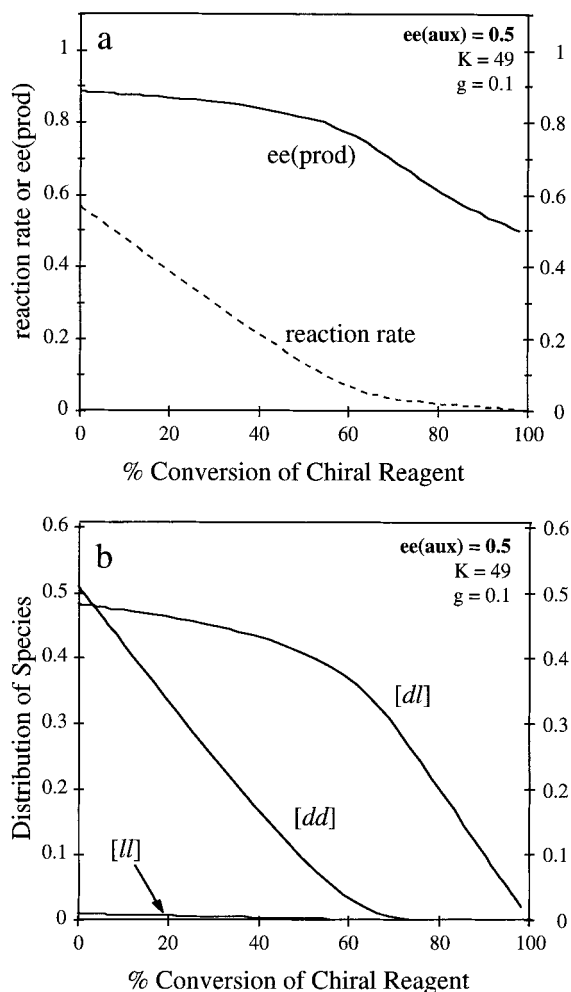 a
ee(aux) = 0.5
K = 49
g = 0.1
1
0.8
0.6
0.4
0.2
0
1
0.8
0.6
0.4
0.2
0
ee(prod)
reaction rate
reaction rate or ee(prod)
0 20 40 60 80 100
% Conversion of Chiral Reagent
b
ee(aux) = 0.5
K = 49
g = 0.1
0.6
0.5
0.4
0.3
0.2
0.1
0
0.6
0.5
0.4
0.3
0.2
0.1
0
[dl]
[dd]
[ll]
Distribution of Species
0 20 40 60 80 100
% Conversion of Chiral Reagent